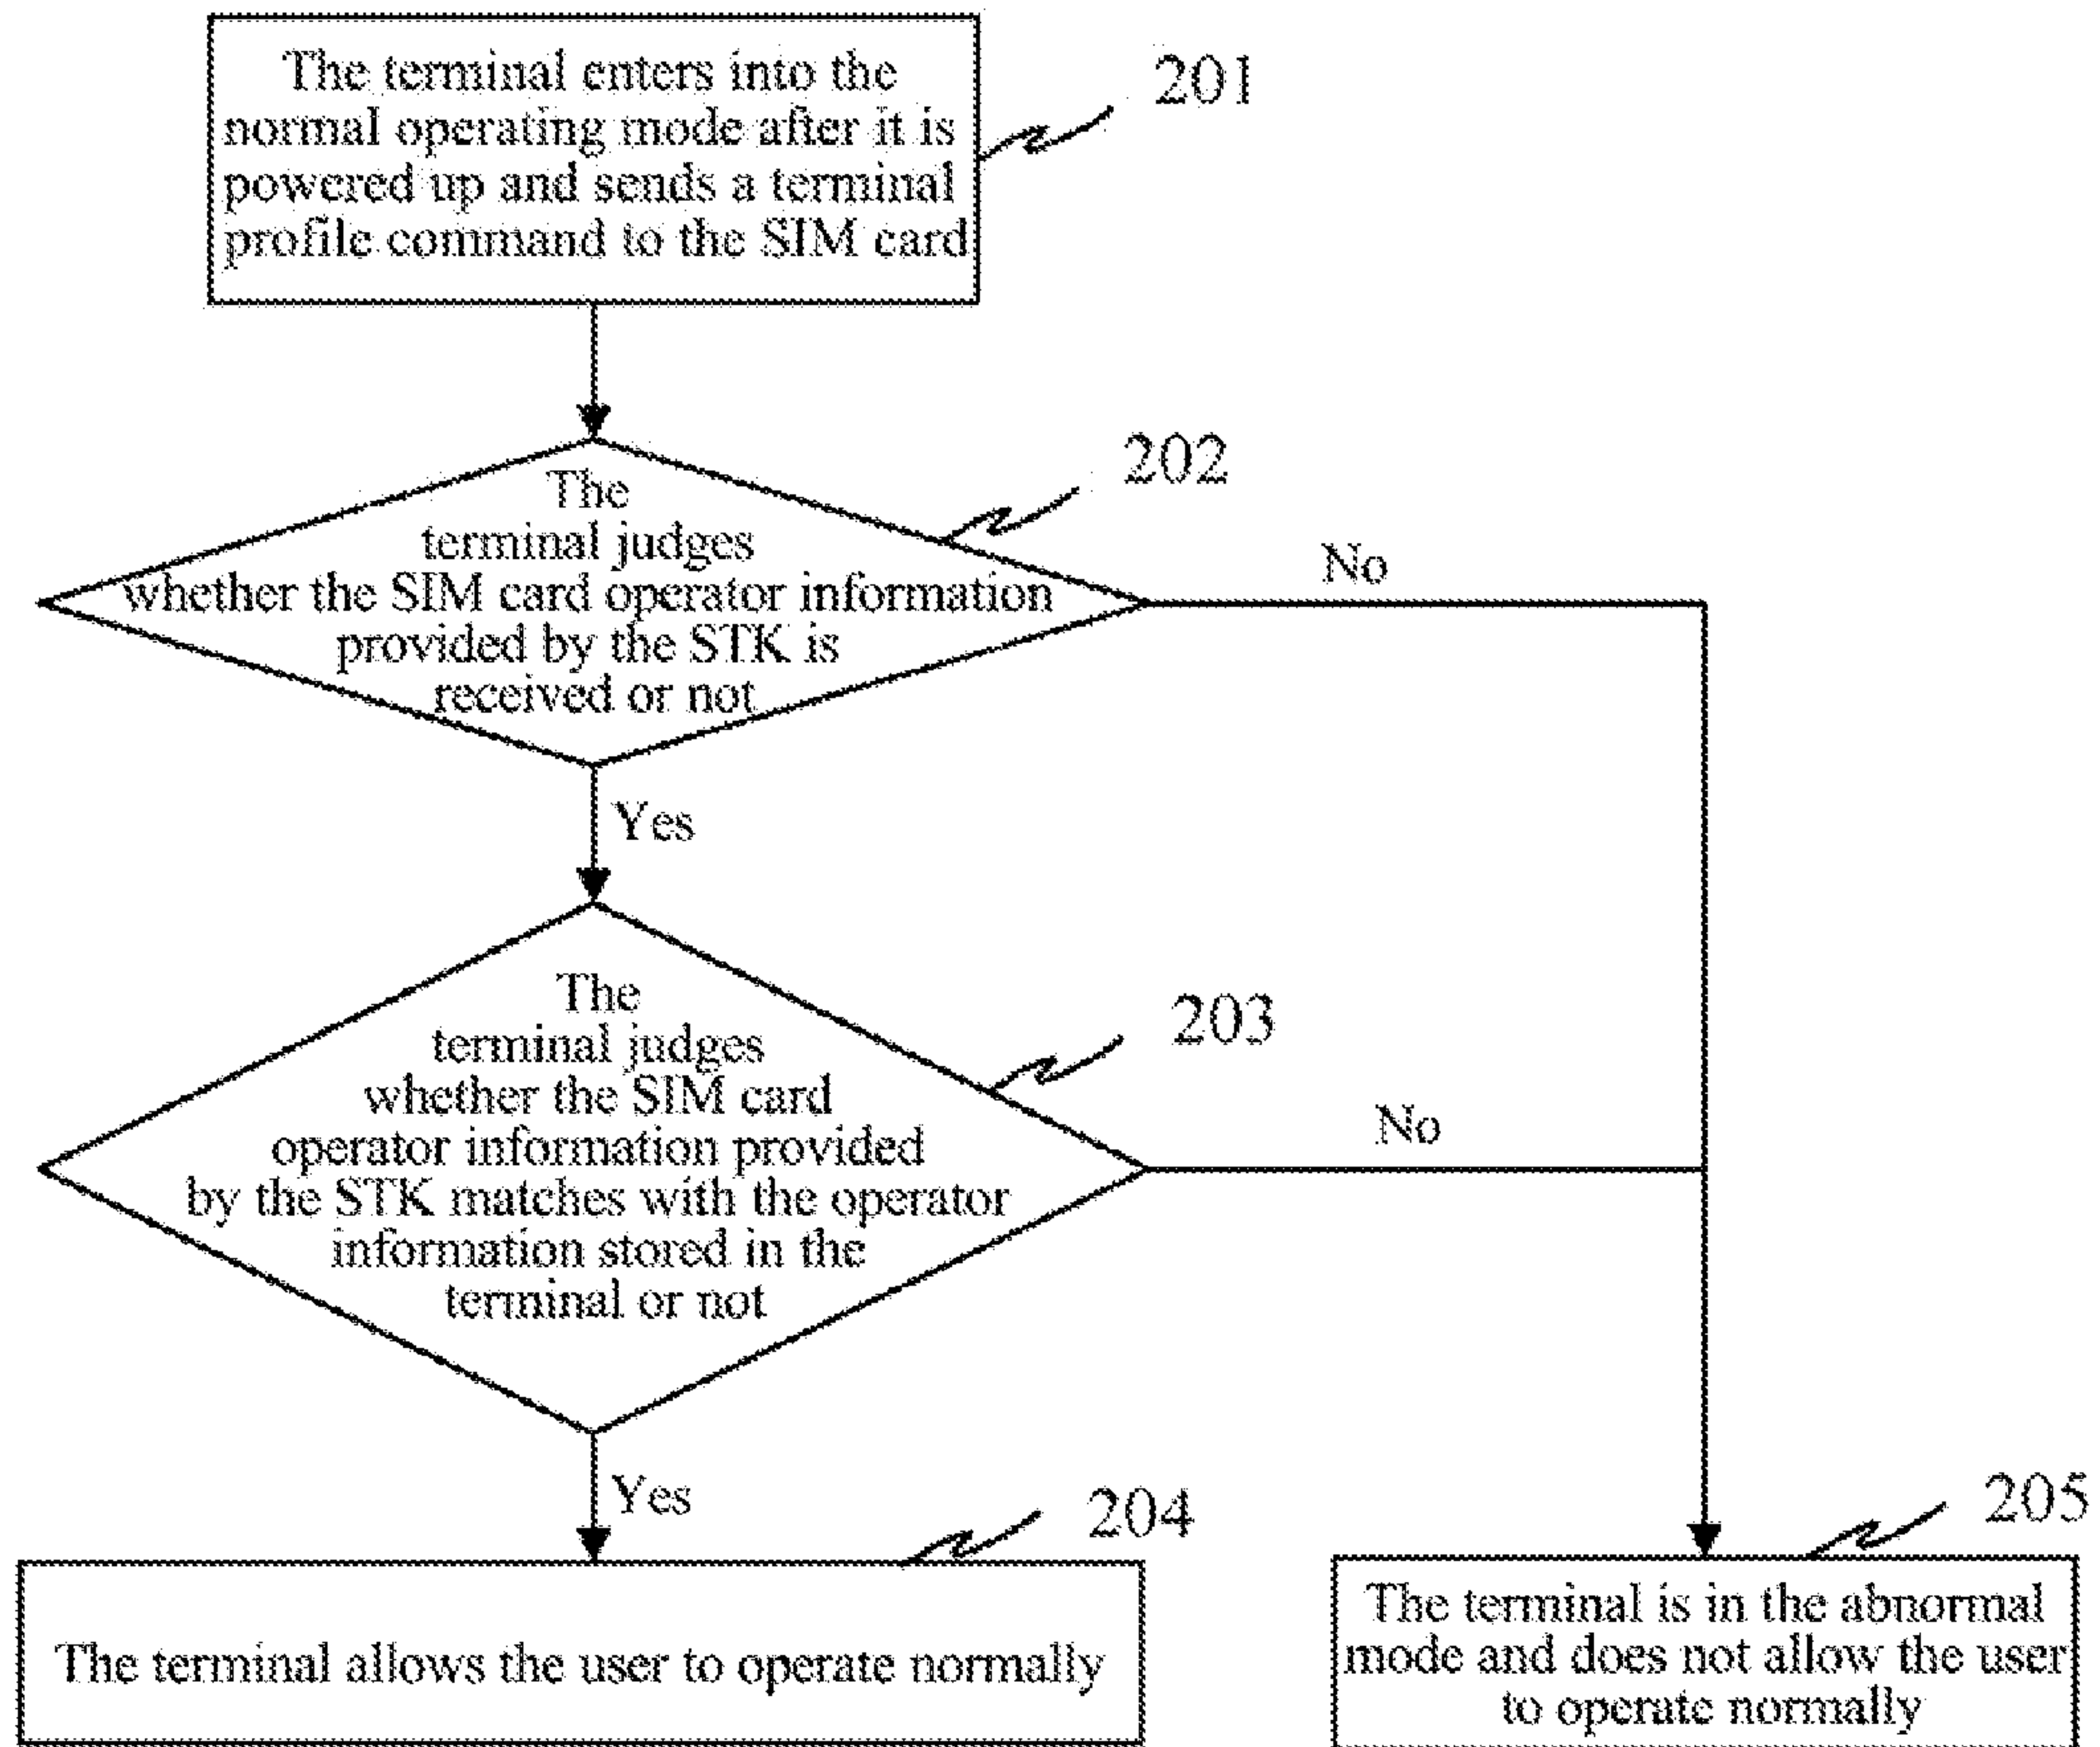 The terminal enters into the
normal operating mode after it is
powered up and sends a terminal
profile command to the SIM card
201
The
terminal judges
whether the SIM card operator information
provided by the STK is
received or not
202
No
Yes
The
terminal judges
whether the SIM card
operator information provided
by the STK matches with the operator
information stored in the
terminal or not
203
No
Yes
204
The terminal allows the user to operate normally
205
The terminal is in the abnormal
mode and does not allow the user
to operate normally